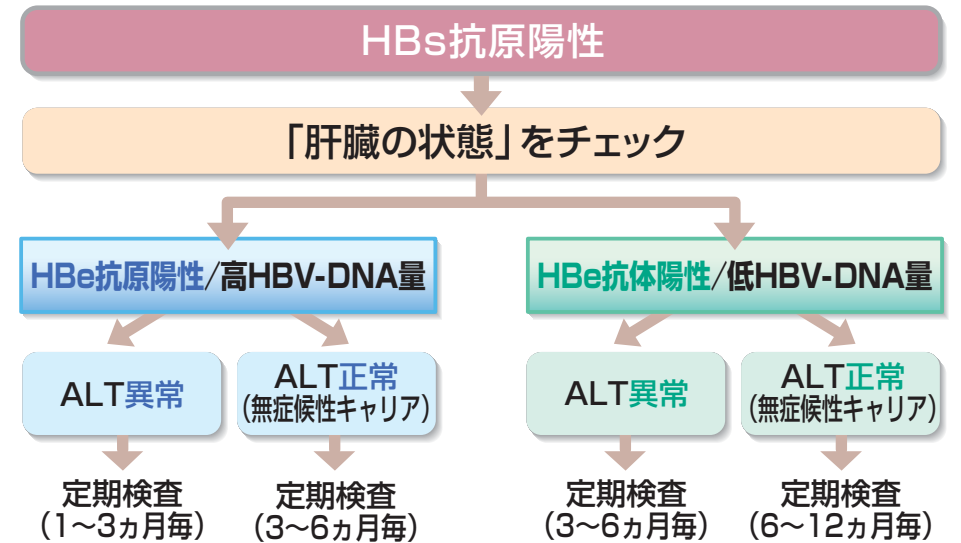 HBs抗原陽性
「肝臓の状態」をチェック
HBe抗原陽性/高HBV-DNA量
HBe抗体陽性/低HBV-DNA量
ALT異常
ALT正常
(無症候性キャリア)
ALT異常
ALT正常
(無症候性キャリア)
定期検査
(1〜3ヵ月毎)
定期検査
(3〜6ヵ月毎)
定期検査
(3〜6ヵ月毎)
定期検査
(6〜12ヵ月毎)